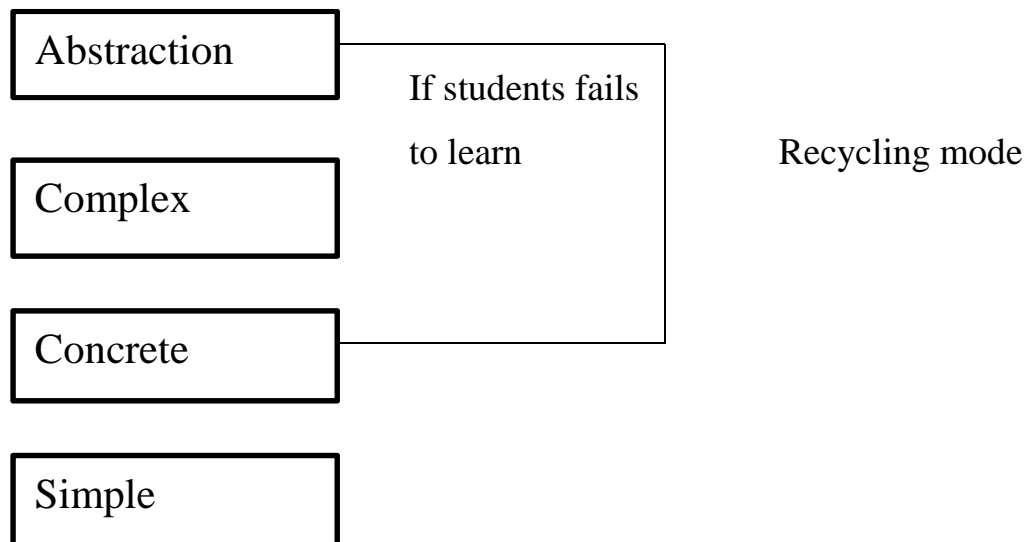 Abstraction
If students fails
to learn
Recycling mode
Complex
Concrete
Simple